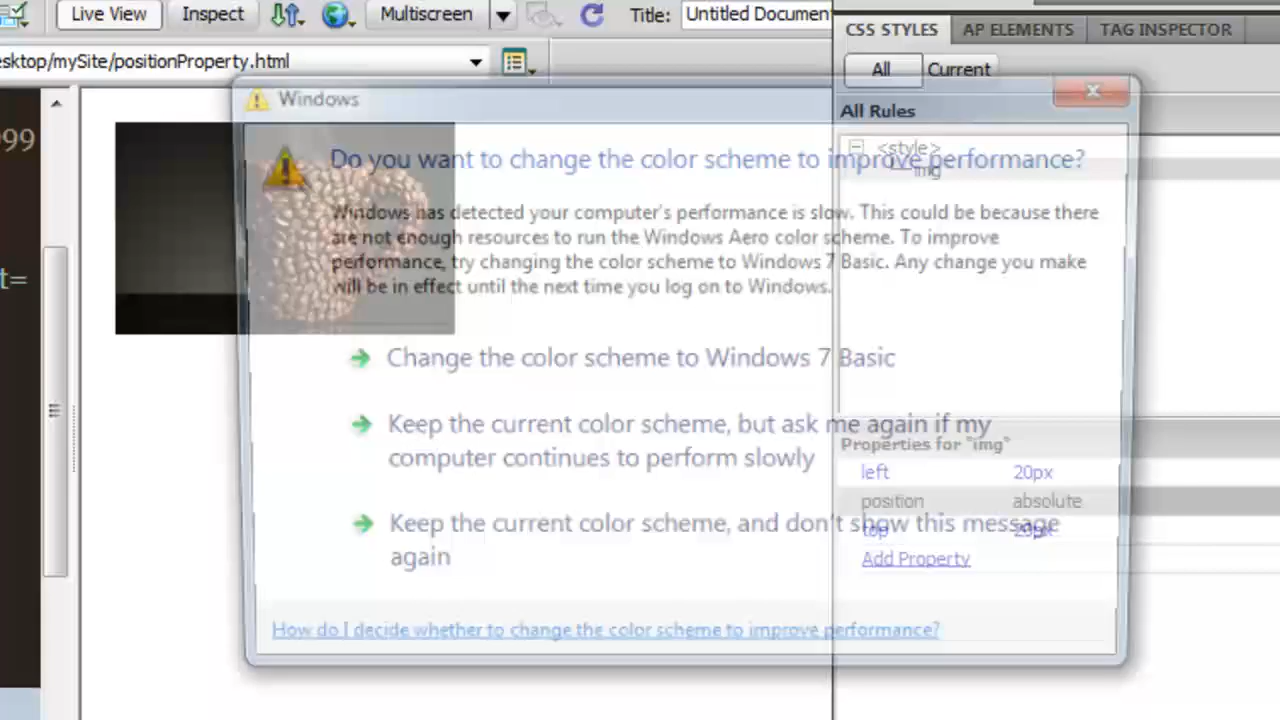 Live View
Inspect
Multiscreen
Title:
Untitled Documen
CSS STYLES
AP ELEMENTS
TAG INSPECTOR
esktop/mySite/positionProperty.html
All
Current
Windows
All Rules
999
Do you want to change the color scheme to improve performance?
<style>
img
Windows has detected your computer's performance is slow. This could be because there
are not enough resources to run the Windows Aero color scheme. To improve
performance, try changing the color scheme to Windows 7 Basic. Any change you make
will be in effect until the next time you log on to Windows.
t=
Change the color scheme to Windows 7 Basic
Keep the current color scheme, but ask me again if my
computer continues to perform slowly
Properties for "img"
left 20px
position absolute
top 20px
Add Property
Keep the current color scheme, and don't show this message
again
How do I decide whether to change the color scheme to improve performance?